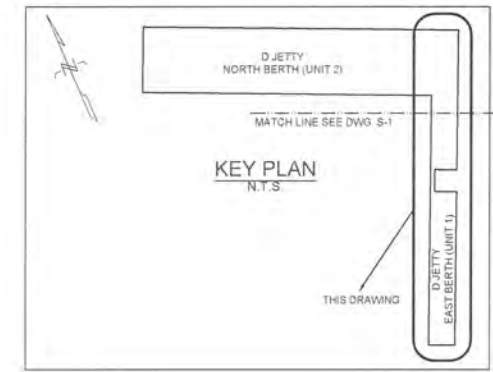 D JETTY
NORTH BERTH (UNIT 2)
MATCH LINE SEE DWG S-1
KEY PLAN
N.T.S.
THIS DRAWING
D JETTY
EAST BERTH (UNIT 1)